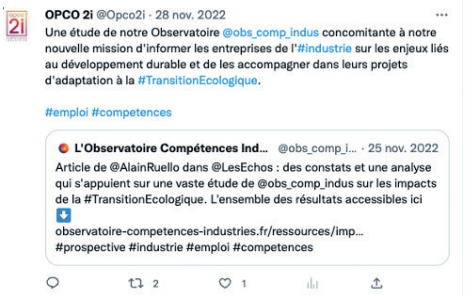 OPCO 2i @Opco2i · 28 nov. 2022 ...
Une étude de notre Observatoire @obs_comp_indus concomitante à notre
nouvelle mission d'informer les entreprises de l'#industrie sur les enjeux liés
au développement durable et de les accompagner dans leurs projets
d'adaptation à la #TransitionEcologique.
#emploi #competences
L'Observatoire Compétences Ind... @obs_comp_i... · 25 nov. 2022
Article de @AlainRuello dans @LesEchos : des constats et une analyse
qui s'appuient sur une vaste étude de @obs_comp_indus sur les impacts
de la #TransitionEcologique. L'ensemble des résultats accessibles ici
⬇️
observatoire-competences-industries.fr/ressources/imp...
#prospective #industrie #emploi #competences
2 1